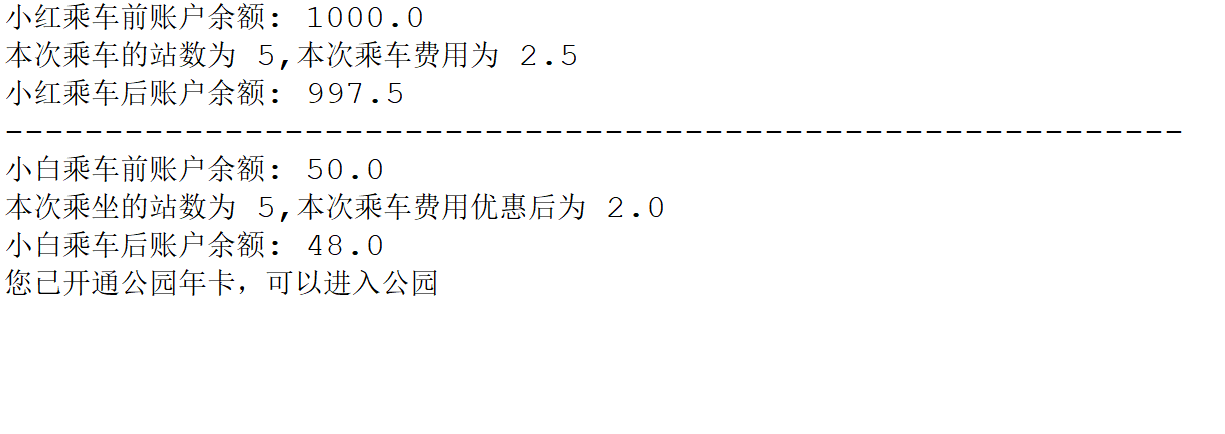 小红乘车前账户余额: 1000.0
本次乘车的站数为 5,本次乘车费用为 2.5
小红乘车后账户余额: 997.5
-----------------------------------------------------------
小白乘车前账户余额: 50.0
本次乘坐的站数为 5,本次乘车费用优惠后为 2.0
小白乘车后账户余额: 48.0
您已开通公园年卡，可以进入公园